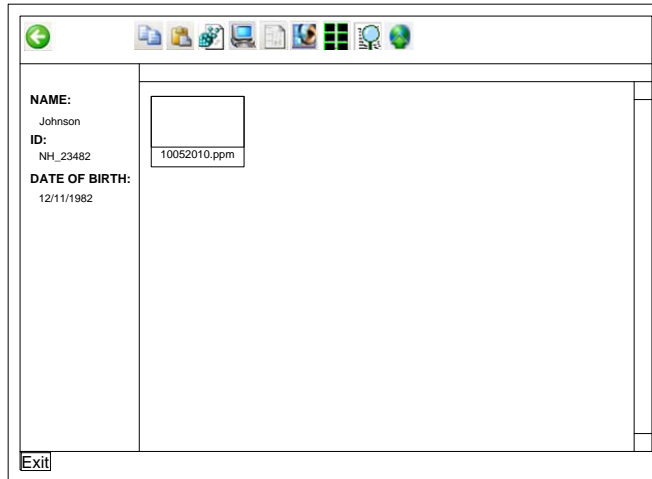 NAME:
Johnson
ID:
NH_23482
DATE OF BIRTH:
12/11/1982
10052010.ppm
Exit